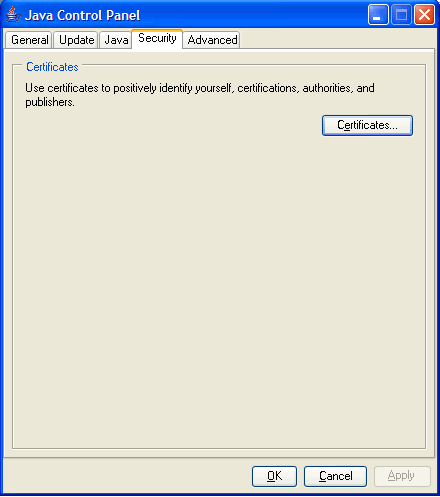 Java Control Panel
General Update Java Security Advanced
Certificates
Use certificates to positively identify yourself, certifications, authorities, and
publishers.
Certificates...
OK Cancel Apply